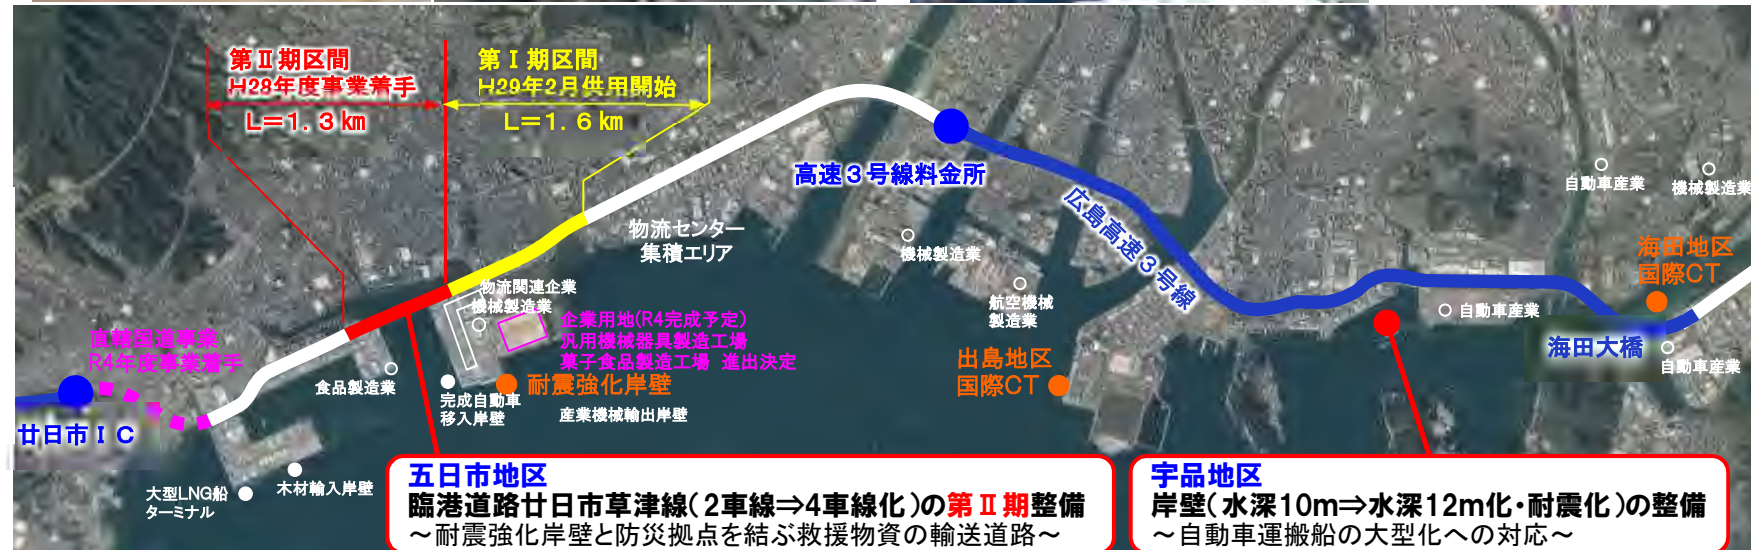 第Ⅱ期区間
H28年度事業着手
L=1.3㎞
第Ⅰ期区間
H29年2月供用開始
L=1.6㎞
高速3号線料金所
広島高速3号線
自動車産業
機械製造業
物流センター
集積エリア
機械製造業
海田地区
国際CT
物流関連企業
機械製造業
航空機械
製造業
自動車産業
企業用地(R4完成予定)
汎用機械器具製造工場
菓子食品製造工場 進出決定
直轄国道事業
R4年度事業着手
海田大橋
自動車産業
出島地区
国際CT
食品製造業
耐震強化岸壁
完成自動車
移入岸壁
産業機械輸出岸壁
廿日市IC
木材輸入岸壁
大型LNG船
ターミナル
五日市地区
臨港道路廿日市草津線(2車線⇒4車線化)の第Ⅱ期整備
～耐震強化岸壁と防災拠点を結ぶ救援物資の輸送道路～
宇品地区
岸壁(水深10m⇒水深12m化・耐震化)の整備
～自動車運搬船の大型化への対応～